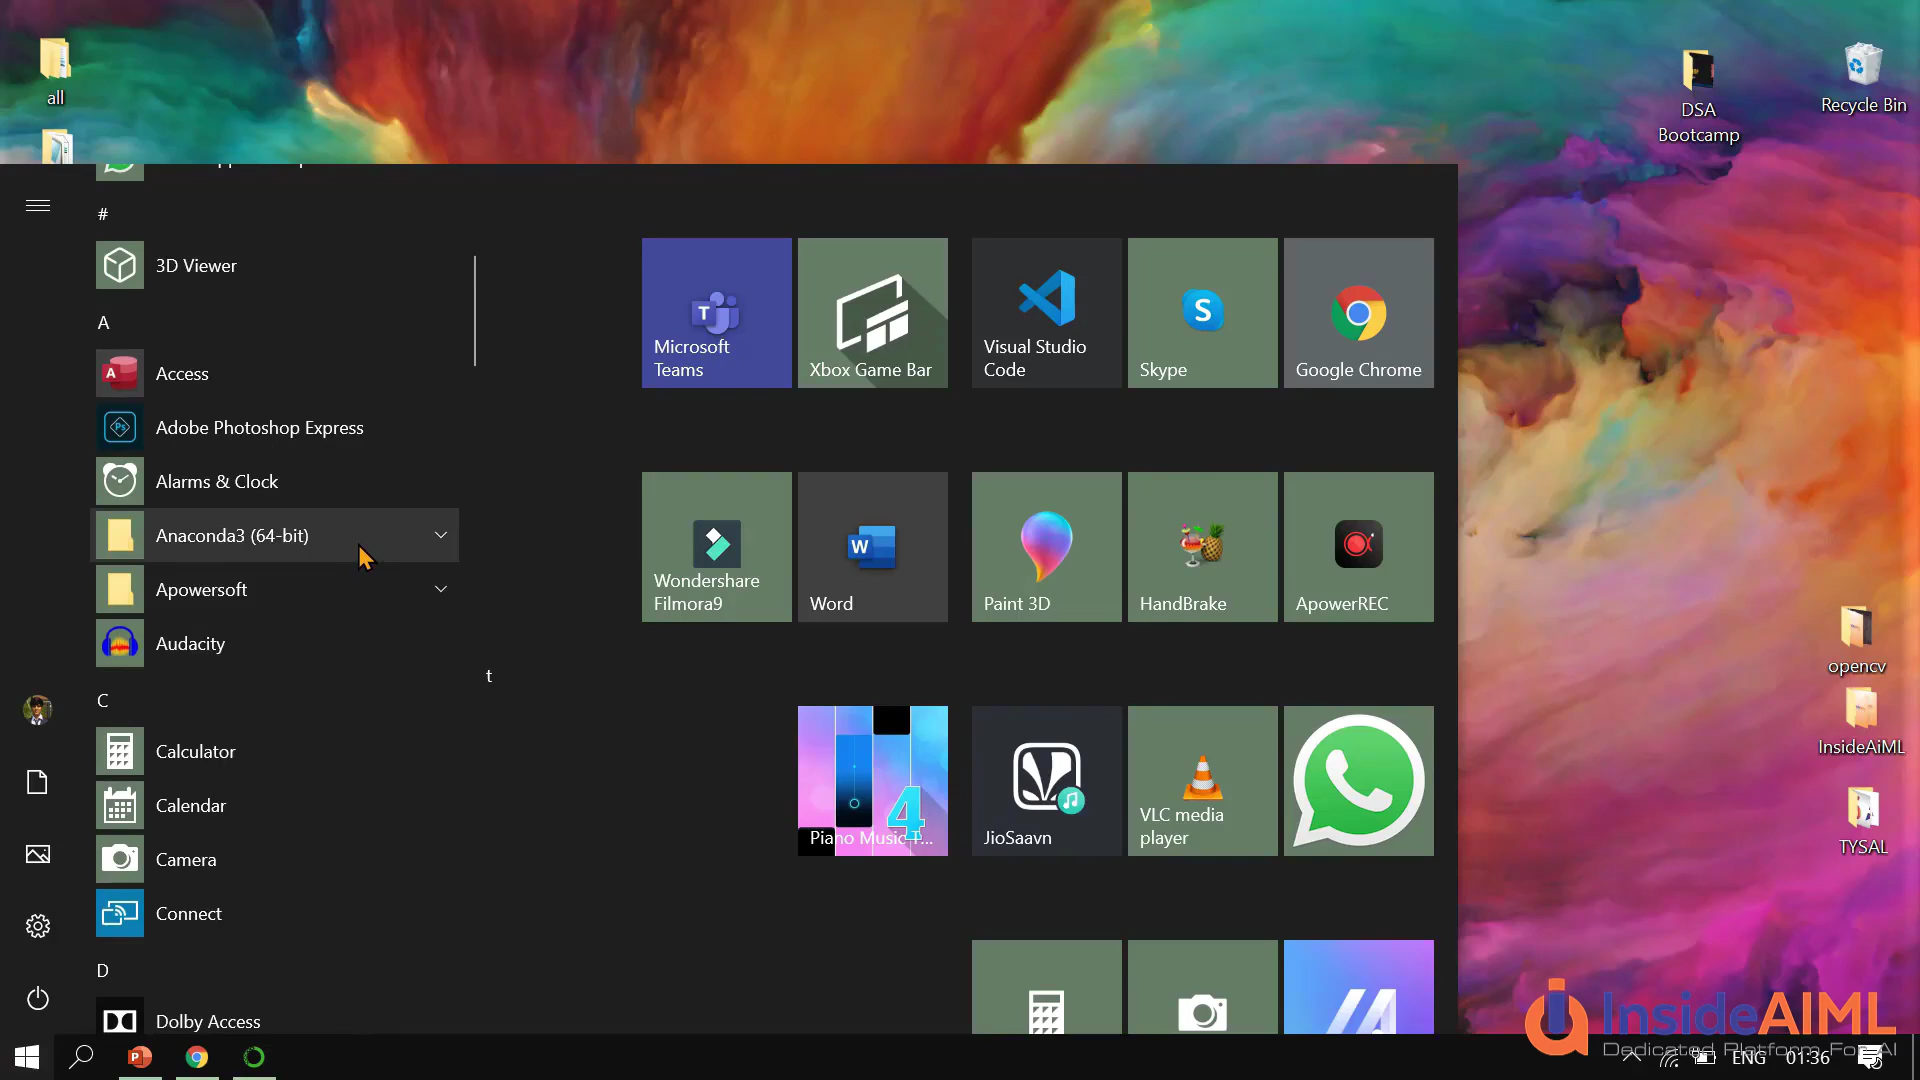 all
DSA
Bootcamp
Recycle Bin
#
3D Viewer
A
Access
Adobe Photoshop Express
Alarms & Clock
Anaconda3 (64-bit)
Apowersoft
Audacity
C
Calculator
Calendar
Camera
Connect
D
Dolby Access
t
Microsoft
Teams
Xbox Game Bar
Visual Studio
Code
Skype
Google Chrome
Wondershare
Filmora9
Word
Paint 3D
HandBrake
ApowerREC
JioSaavn
VLC media
player
Piano Music T...
opencv
InsideAiML
TYSAL
InsideAIML
Dedicated Platform For AI
ENG
01:36